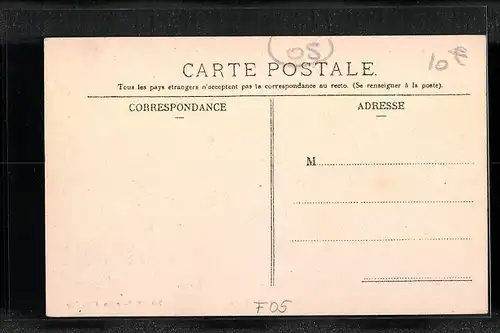 05
10€
CARTE POSTALE.
Tous les pays étrangers n'acceptent pas la correspondance au recto. (Se renseigner à la poste).
CORRESPONDANCE
ADRESSE
M
F05